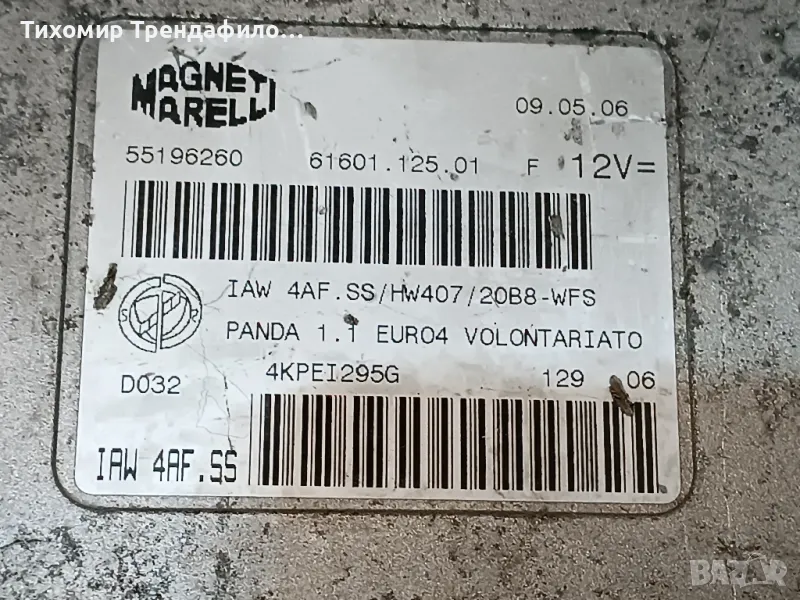 Тихомир Трендафило...
MAGNETI
MARELLI
09.05.06
55196260 61601.125.01 F 12V=
IAW 4AF.SS/HW407/20B8-WFS
S P
PANDA 1.1 EURO4 VOLONTARIATO
D032 4KPEI295G 129 06
IAW 4AF.SS
BAZAR